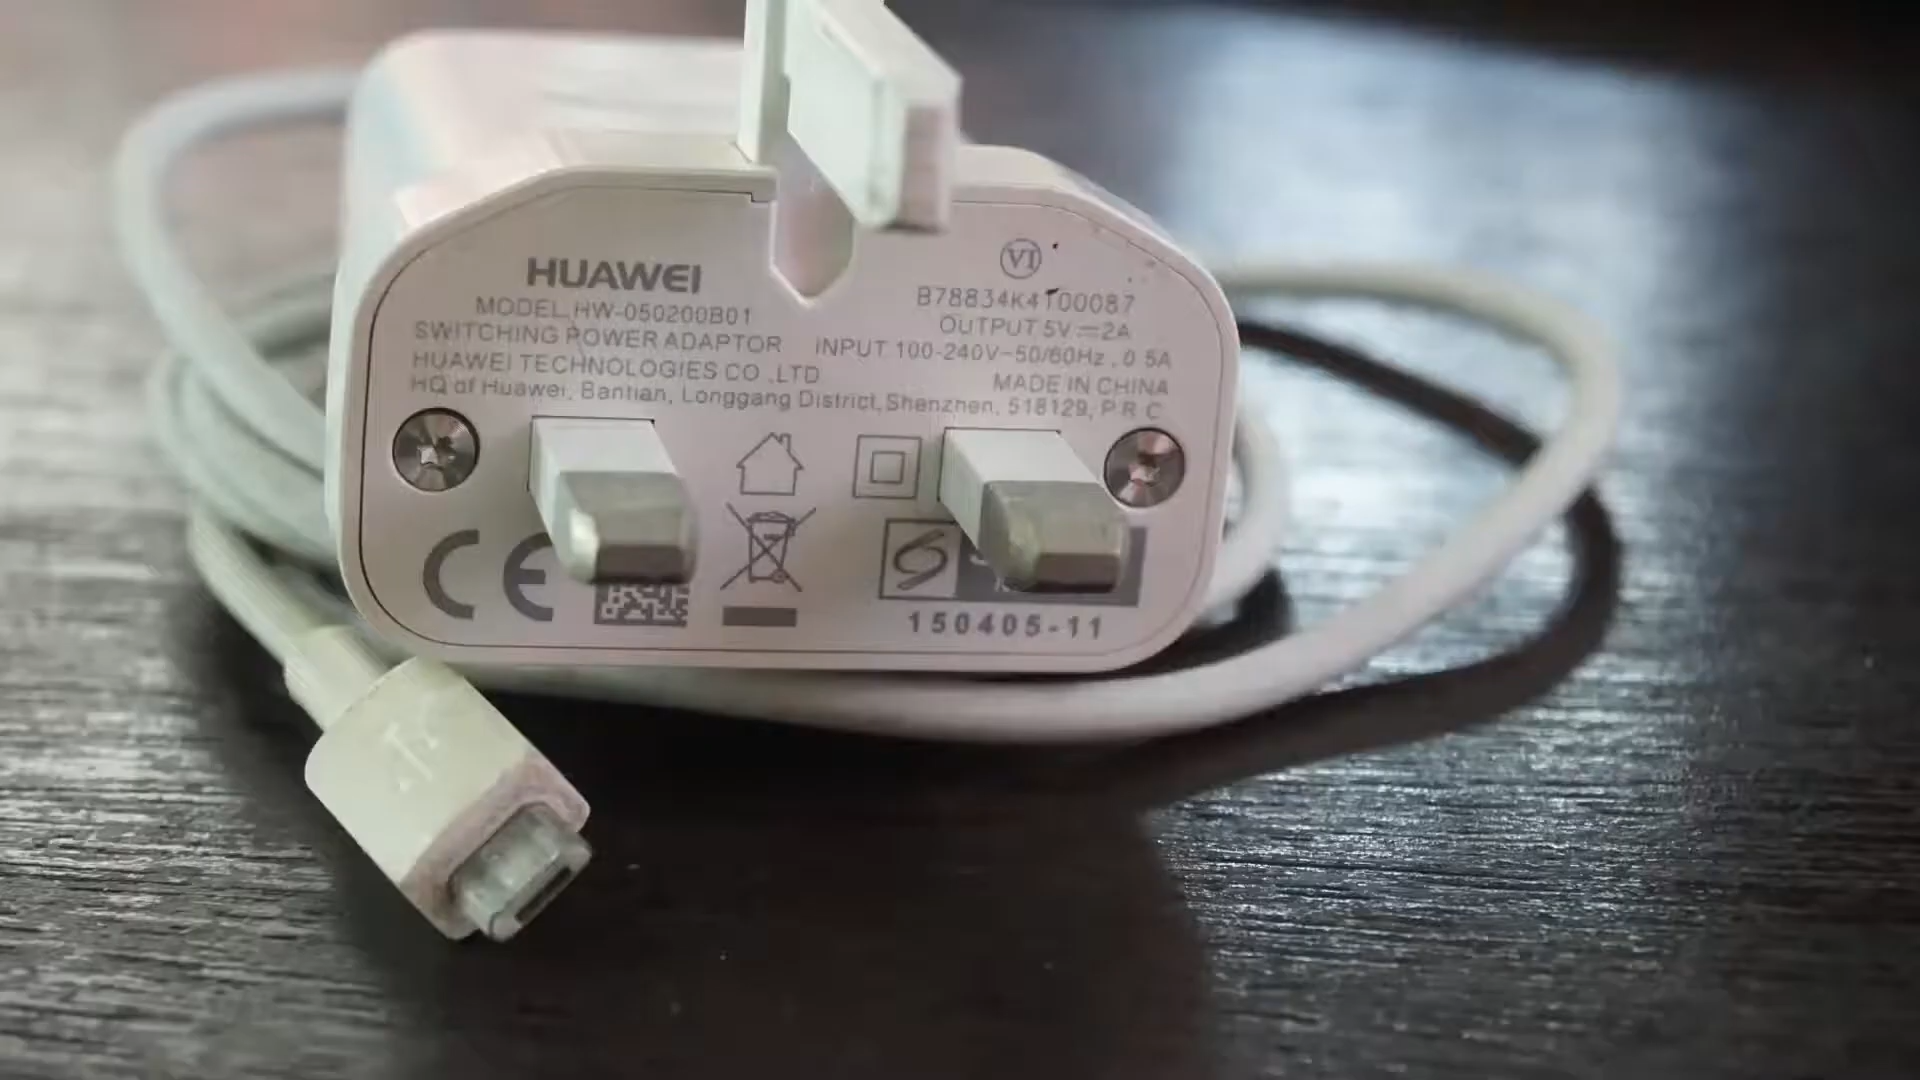 HUAWEI
MODEL:HW-050200B01
SWITCHING POWER ADAPTOR
HUAWEI TECHNOLOGIES CO.,LTD
HQ of Huawei, Bantian, Longgang District, Shenzhen, 518129, P.R.C
VI
B78834K4T00087
OUTPUT 5V⎓2A
INPUT 100-240V~50/60Hz, 0.5A
MADE IN CHINA
CE
150405-11